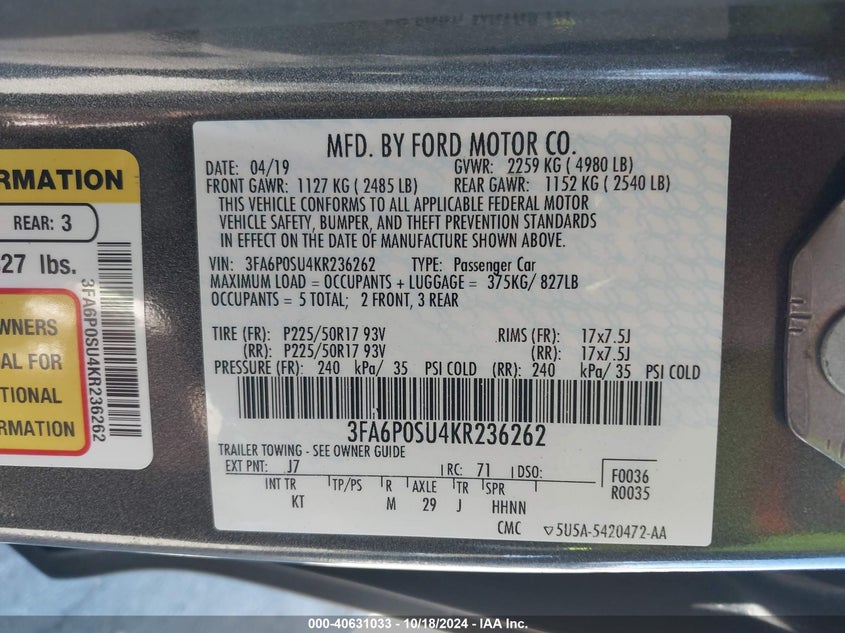 RMATION
REAR: 3
27 lbs.
WNERS
AL FOR
TIONAL
RMATION
3FA6P0SU4KR236262
MFD. BY FORD MOTOR CO.
DATE: 04/19 GVWR: 2259 KG ( 4980 LB)
FRONT GAWR: 1127 KG ( 2485 LB) REAR GAWR: 1152 KG ( 2540 LB)
THIS VEHICLE CONFORMS TO ALL APPLICABLE FEDERAL MOTOR
VEHICLE SAFETY, BUMPER, AND THEFT PREVENTION STANDARDS
IN EFFECT ON THE DATE OF MANUFACTURE SHOWN ABOVE.
VIN: 3FA6P0SU4KR236262 TYPE: Passenger Car
MAXIMUM LOAD = OCCUPANTS + LUGGAGE = 375KG/ 827LB
OCCUPANTS = 5 TOTAL; 2 FRONT, 3 REAR
TIRE (FR): P225/50R17 93V RIMS (FR): 17x7.5J
(RR): P225/50R17 93V (RR): 17x7.5J
PRESSURE (FR): 240 kPa/ 35 PSI COLD (RR): 240 kPa/ 35 PSI COLD
3FA6P0SU4KR236262
TRAILER TOWING - SEE OWNER GUIDE
EXT PNT: J7 RC: 71 DSO: F0036
INT TR TP/PS R AXLE TR SPR R0035
KT M 29 J HHNN
CMC ▽5U5A-5420472-AA
000-40631033 - 10/18/2024 - IAA Inc.